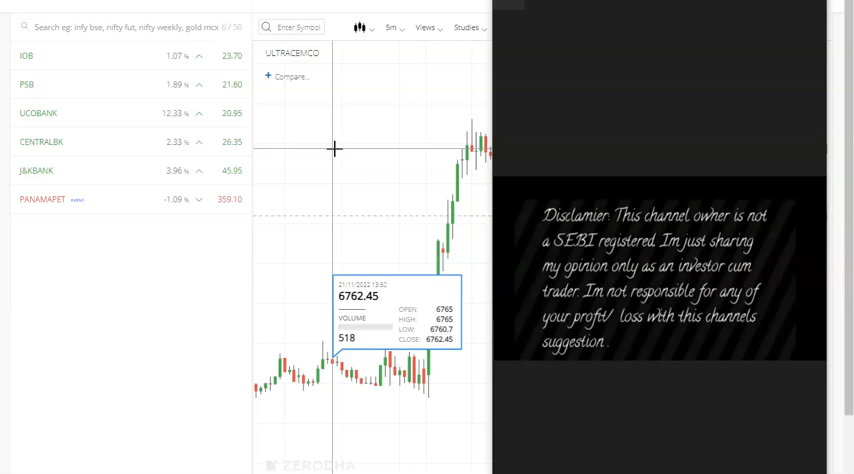 Search eg: infy bse, nifty fut, nifty weekly, gold mcx 6 / 50
IOB 1.07 % 23.70
PSB 1.89 % 21.60
UCOBANK 12.33 % 20.95
CENTRALBK 2.33 % 26.35
J&KBANK 3.96 % 45.95
PANAMAPET EVENT -1.09 % 359.10
Enter Symbol 5m Views Studies
ULTRACEMCO
+ Compare...
21/11/2022 13:50
6762.45
VOLUME
518
OPEN: 6765
HIGH: 6765
LOW: 6760.7
CLOSE: 6762.45
ZERODHA
Disclamier: This channel owner is not
a SEBI registered. Im just sharing
my opinion only as an investor cum
trader. Im not responsible for any of
your profit/ loss with this channels
suggestion.